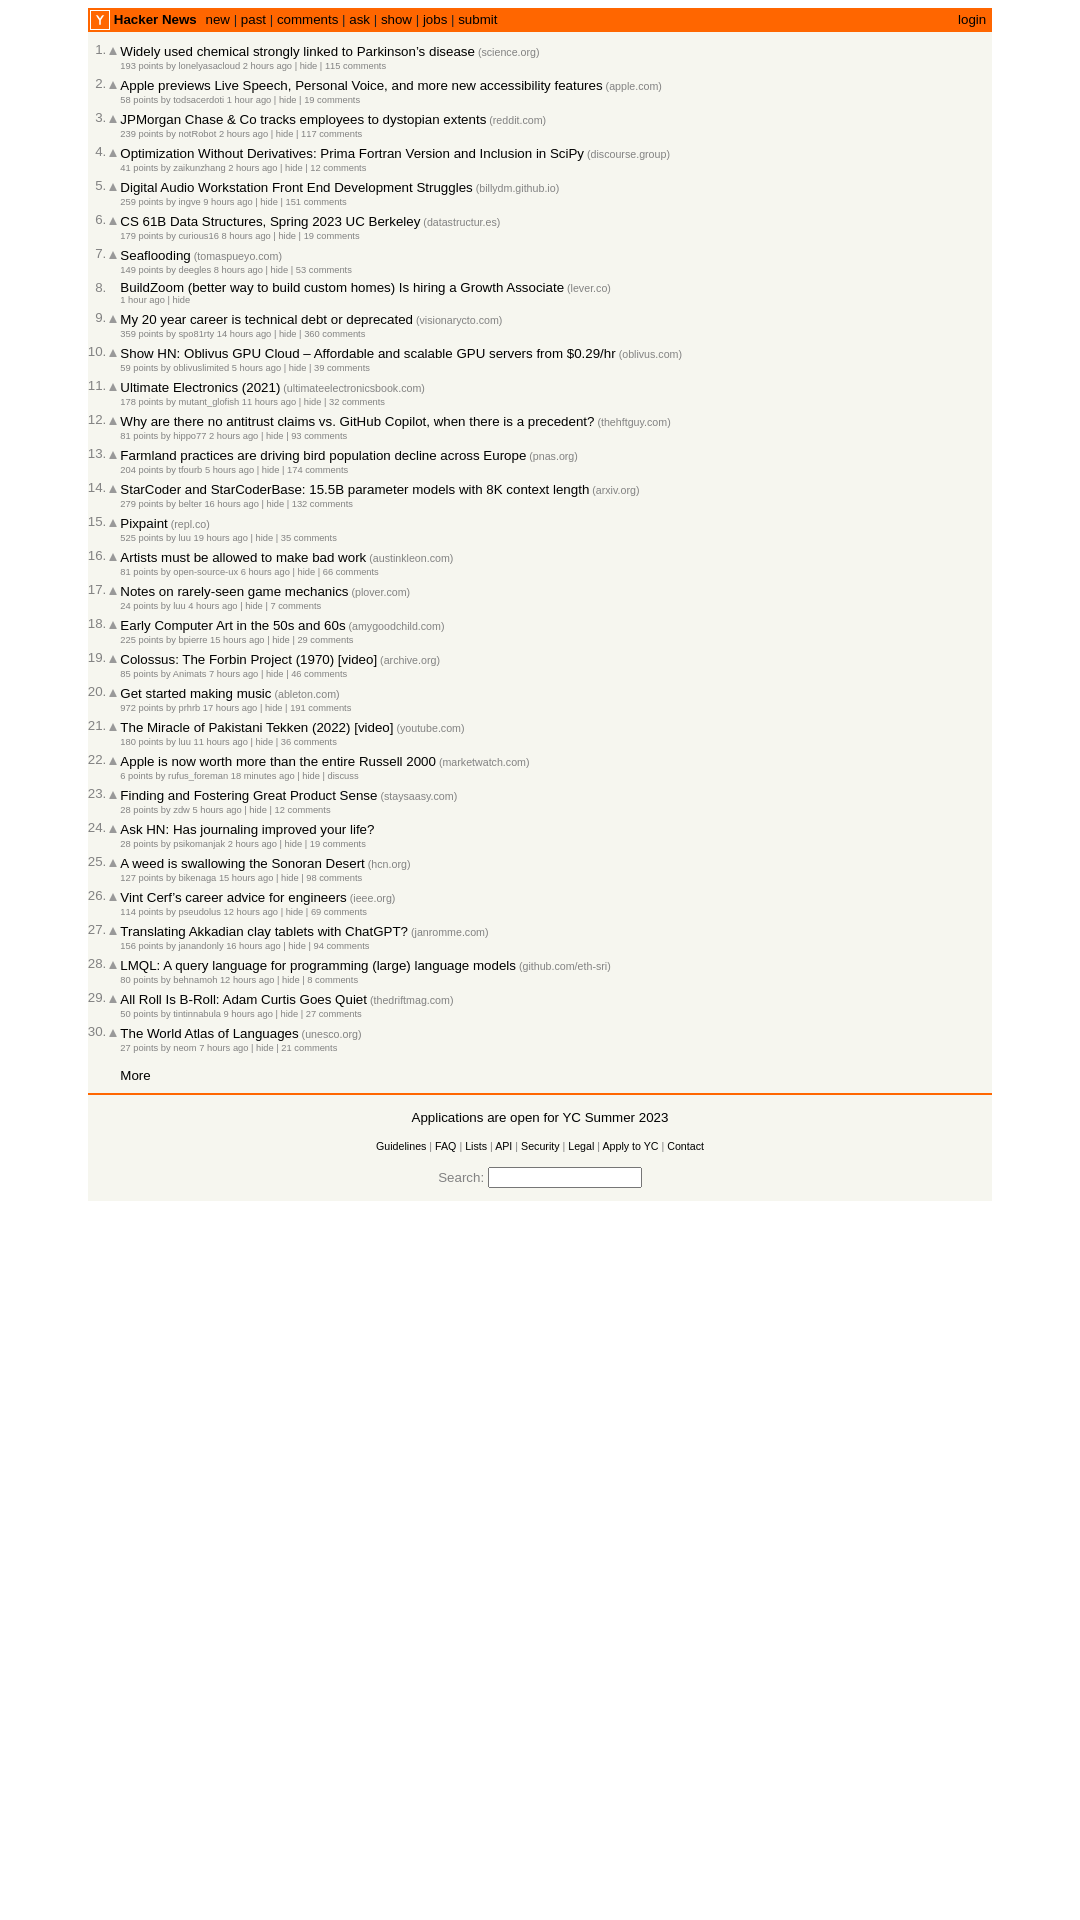 Y Hacker News new | past | comments | ask | show | jobs | submit login
1. ▲ Widely used chemical strongly linked to Parkinson’s disease (science.org)
193 points by lonelyasacloud 2 hours ago | hide | 115 comments
2. ▲ Apple previews Live Speech, Personal Voice, and more new accessibility features (apple.com)
58 points by todsacerdoti 1 hour ago | hide | 19 comments
3. ▲ JPMorgan Chase & Co tracks employees to dystopian extents (reddit.com)
239 points by notRobot 2 hours ago | hide | 117 comments
4. ▲ Optimization Without Derivatives: Prima Fortran Version and Inclusion in SciPy (discourse.group)
41 points by zaikunzhang 2 hours ago | hide | 12 comments
5. ▲ Digital Audio Workstation Front End Development Struggles (billydm.github.io)
259 points by ingve 9 hours ago | hide | 151 comments
6. ▲ CS 61B Data Structures, Spring 2023 UC Berkeley (datastructur.es)
179 points by curious16 8 hours ago | hide | 19 comments
7. ▲ Seaflooding (tomaspueyo.com)
149 points by deegles 8 hours ago | hide | 53 comments
8. BuildZoom (better way to build custom homes) Is hiring a Growth Associate (lever.co)
1 hour ago | hide
9. ▲ My 20 year career is technical debt or deprecated (visionarycto.com)
359 points by spo81rty 14 hours ago | hide | 360 comments
10. ▲ Show HN: Oblivus GPU Cloud – Affordable and scalable GPU servers from $0.29/hr (oblivus.com)
59 points by oblivuslimited 5 hours ago | hide | 39 comments
11. ▲ Ultimate Electronics (2021) (ultimateelectronicsbook.com)
178 points by mutant_glofish 11 hours ago | hide | 32 comments
12. ▲ Why are there no antitrust claims vs. GitHub Copilot, when there is a precedent? (thehftguy.com)
81 points by hippo77 2 hours ago | hide | 93 comments
13. ▲ Farmland practices are driving bird population decline across Europe (pnas.org)
204 points by tfourb 5 hours ago | hide | 174 comments
14. ▲ StarCoder and StarCoderBase: 15.5B parameter models with 8K context length (arxiv.org)
279 points by belter 16 hours ago | hide | 132 comments
15. ▲ Pixpaint (repl.co)
525 points by luu 19 hours ago | hide | 35 comments
16. ▲ Artists must be allowed to make bad work (austinkleon.com)
81 points by open-source-ux 6 hours ago | hide | 66 comments
17. ▲ Notes on rarely-seen game mechanics (plover.com)
24 points by luu 4 hours ago | hide | 7 comments
18. ▲ Early Computer Art in the 50s and 60s (amygoodchild.com)
225 points by bpierre 15 hours ago | hide | 29 comments
19. ▲ Colossus: The Forbin Project (1970) [video] (archive.org)
85 points by Animats 7 hours ago | hide | 46 comments
20. ▲ Get started making music (ableton.com)
972 points by prhrb 17 hours ago | hide | 191 comments
21. ▲ The Miracle of Pakistani Tekken (2022) [video] (youtube.com)
180 points by luu 11 hours ago | hide | 36 comments
22. ▲ Apple is now worth more than the entire Russell 2000 (marketwatch.com)
6 points by rufus_foreman 18 minutes ago | hide | discuss
23. ▲ Finding and Fostering Great Product Sense (staysaasy.com)
28 points by zdw 5 hours ago | hide | 12 comments
24. ▲ Ask HN: Has journaling improved your life?
28 points by psikomanjak 2 hours ago | hide | 19 comments
25. ▲ A weed is swallowing the Sonoran Desert (hcn.org)
127 points by bikenaga 15 hours ago | hide | 98 comments
26. ▲ Vint Cerf’s career advice for engineers (ieee.org)
114 points by pseudolus 12 hours ago | hide | 69 comments
27. ▲ Translating Akkadian clay tablets with ChatGPT? (janromme.com)
156 points by janandonly 16 hours ago | hide | 94 comments
28. ▲ LMQL: A query language for programming (large) language models (github.com/eth-sri)
80 points by behnamoh 12 hours ago | hide | 8 comments
29. ▲ All Roll Is B-Roll: Adam Curtis Goes Quiet (thedriftmag.com)
50 points by tintinnabula 9 hours ago | hide | 27 comments
30. ▲ The World Atlas of Languages (unesco.org)
27 points by neom 7 hours ago | hide | 21 comments
More
Applications are open for YC Summer 2023
Guidelines | FAQ | Lists | API | Security | Legal | Apply to YC | Contact
Search: